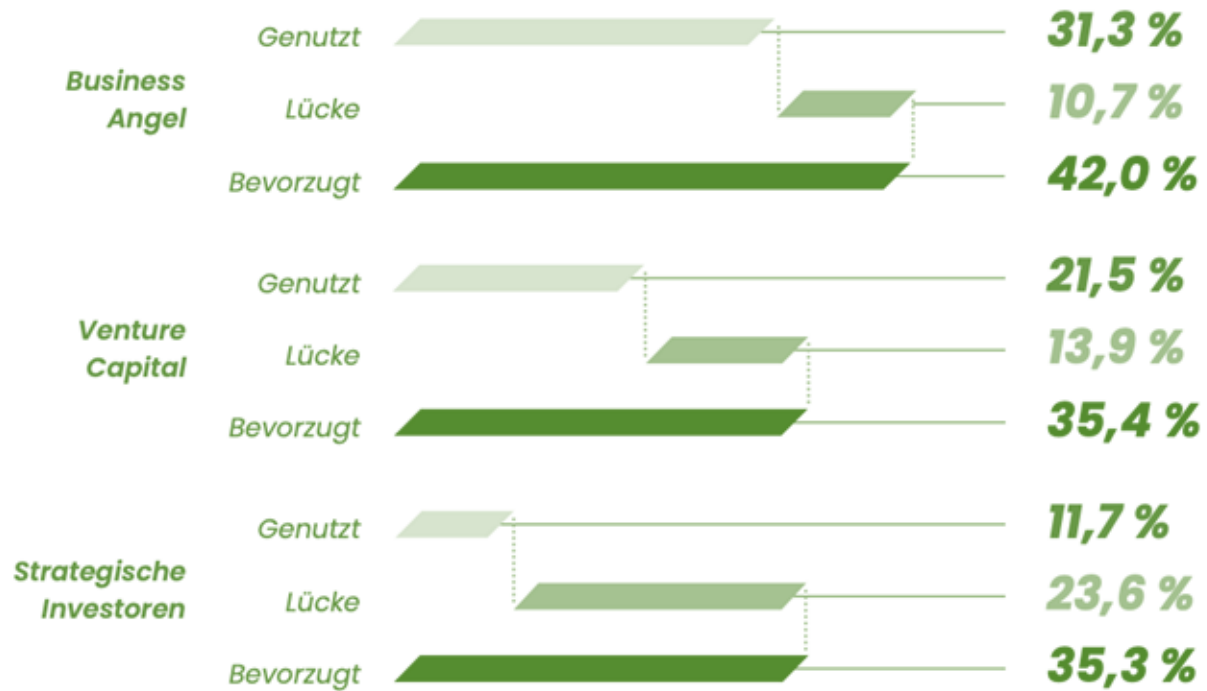 Genutzt 31,3 %
Business
Angel
Lücke 10,7 %
Bevorzugt 42,0 %
Genutzt 21,5 %
Venture
Capital
Lücke 13,9 %
Bevorzugt 35,4 %
Genutzt 11,7 %
Strategische
Investoren
Lücke 23,6 %
Bevorzugt 35,3 %